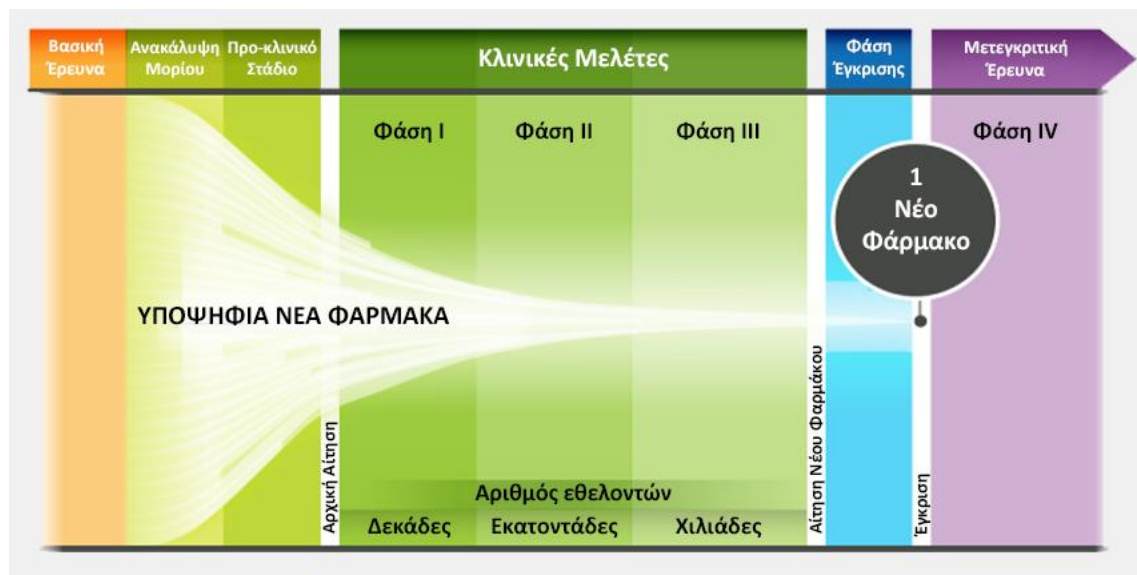 Βασική
Έρευνα
Ανακάλυψη
Μορίου
Προ-κλινικό
Στάδιο
Κλινικές Μελέτες
Φάση
Έγκρισης
Μετεγκριτική
Έρευνα
Φάση I
Φάση II
Φάση III
Φάση IV
1
Νέο
Φάρμακο
ΥΠΟΨΗΦΙΑ ΝΕΑ ΦΑΡΜΑΚΑ
Αρχική Αίτηση
Αίτηση Νέου Φαρμάκου
Έγκριση
Αριθμός εθελοντών
Δεκάδες
Εκατοντάδες
Χιλιάδες